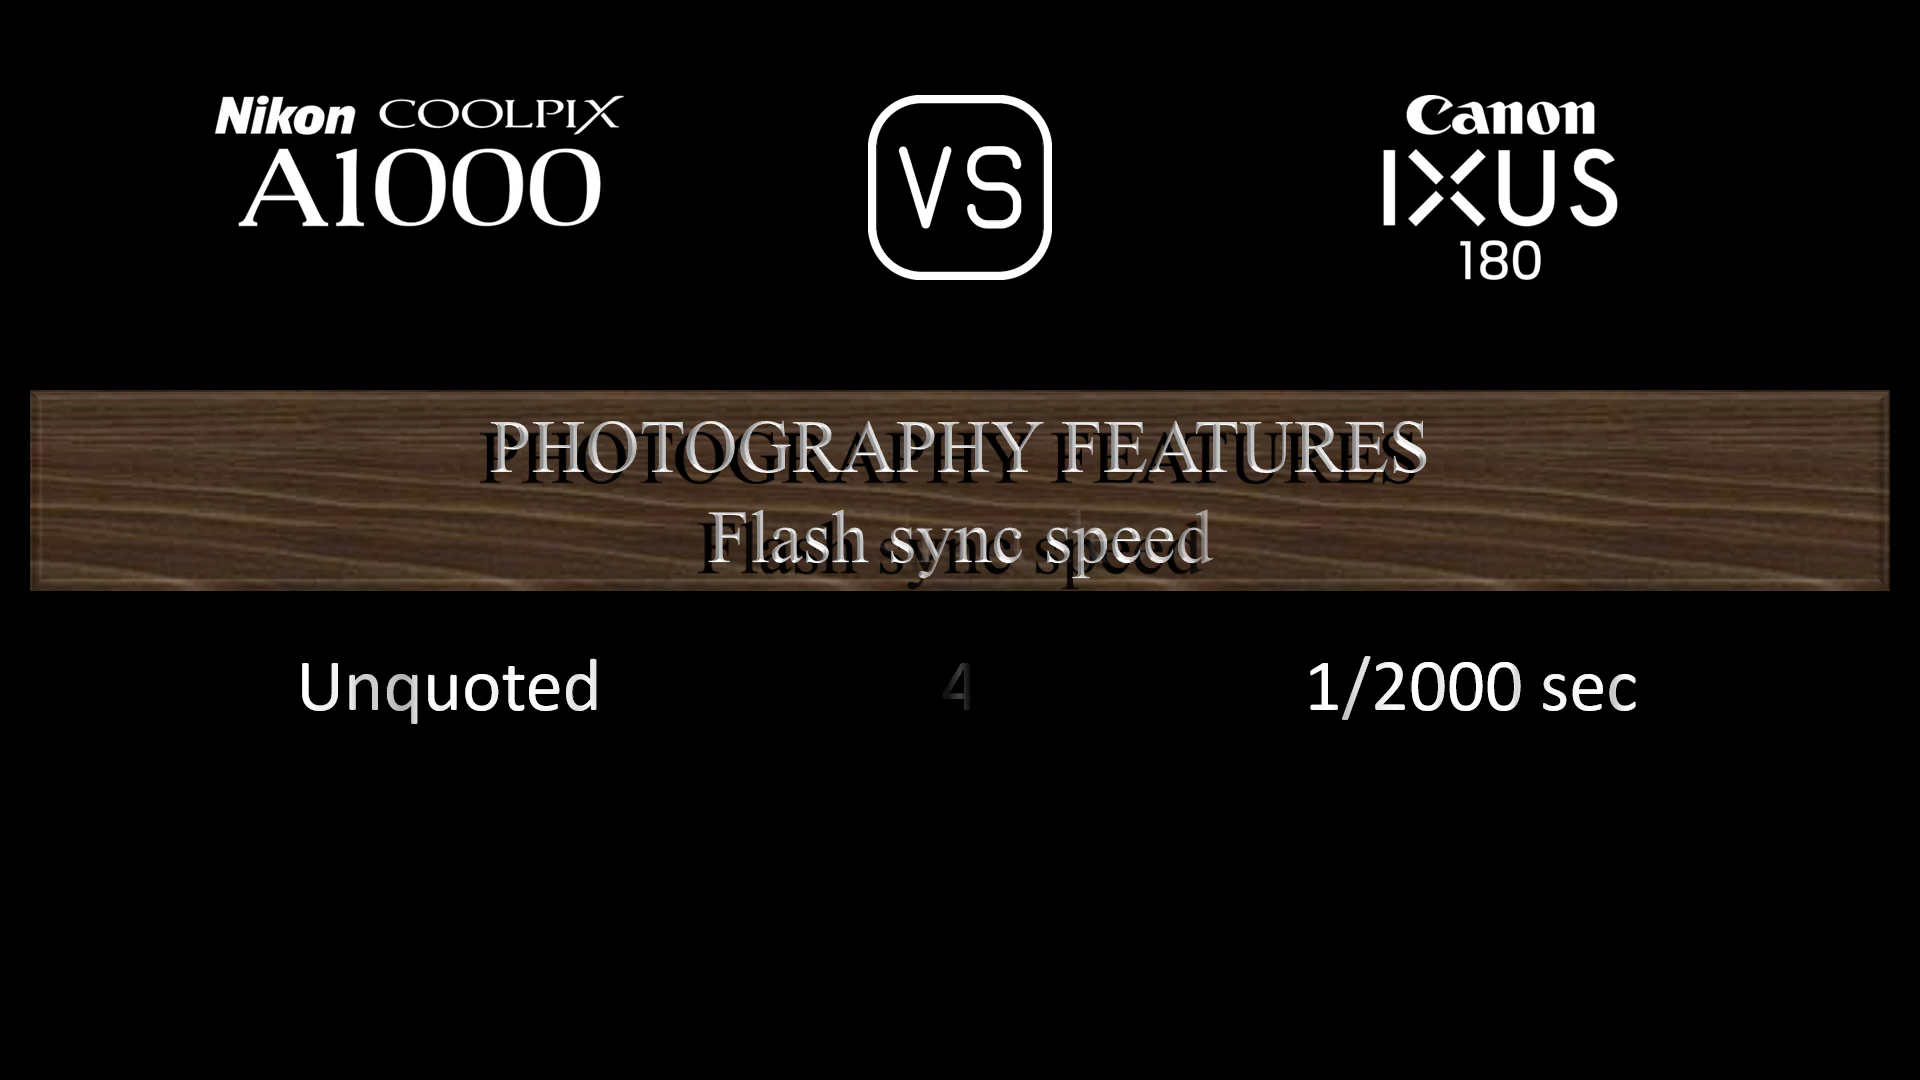 Nikon COOLPIX
A1000
VS
Canon
IXUS
180
PHOTOGRAPHY FEATURES
Flash sync speed
Unquoted
4
1/2000 sec